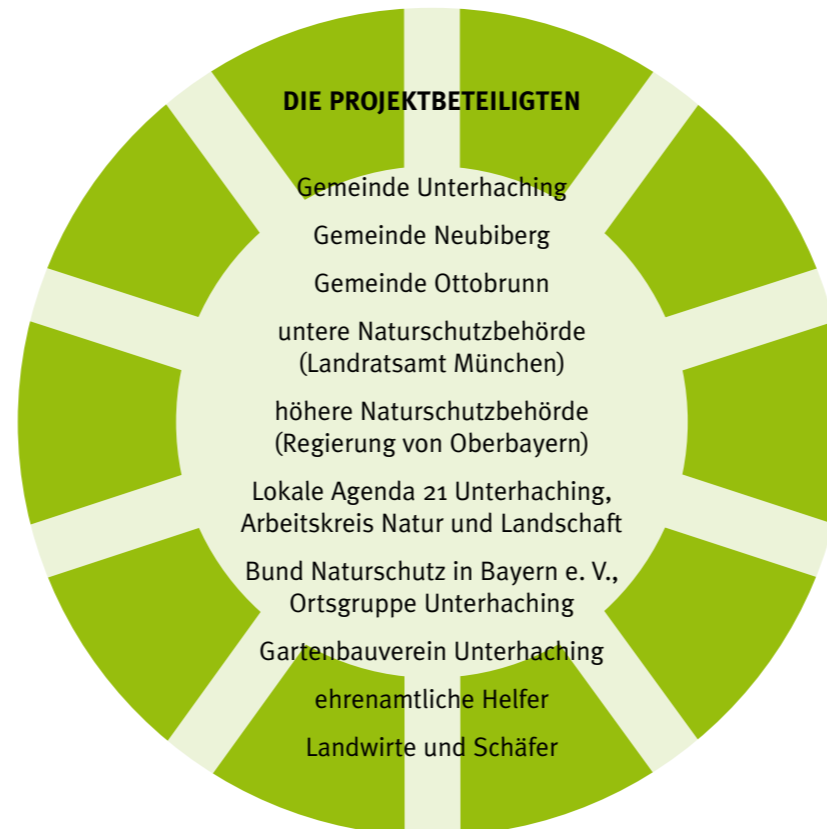 DIE PROJEKTBETEILIGTEN
Gemeinde Unterhaching
Gemeinde Neubiberg
Gemeinde Ottobrunn
untere Naturschutzbehörde
(Landratsamt München)
höhere Naturschutzbehörde
(Regierung von Oberbayern)
Lokale Agenda 21 Unterhaching,
Arbeitskreis Natur und Landschaft
Bund Naturschutz in Bayern e. V.,
Ortsgruppe Unterhaching
Gartenbauverein Unterhaching
ehrenamtliche Helfer
Landwirte und Schäfer